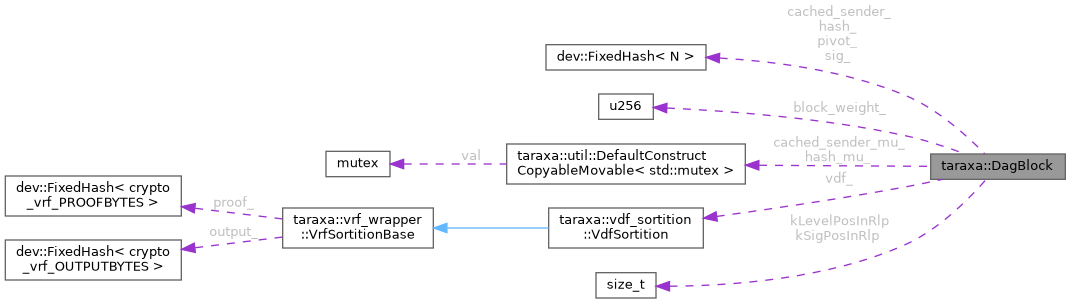 cached_sender_
hash_
pivot_
sig_
dev::FixedHash< N >
u256
block_weight_
cached_sender_mu_
hash_mu_
taraxa::util::DefaultConstruct
CopyableMovable< std::mutex >
val
mutex
taraxa::DagBlock
vdf_
dev::FixedHash< crypto
_vrf_PROOFBYTES >
proof_
taraxa::vrf_wrapper
::VrfSortitionBase
taraxa::vdf_sortition
::VdfSortition
output_
dev::FixedHash< crypto
_vrf_OUTPUTBYTES >
kLevelPosInRlp
kSigPosInRlp
size_t